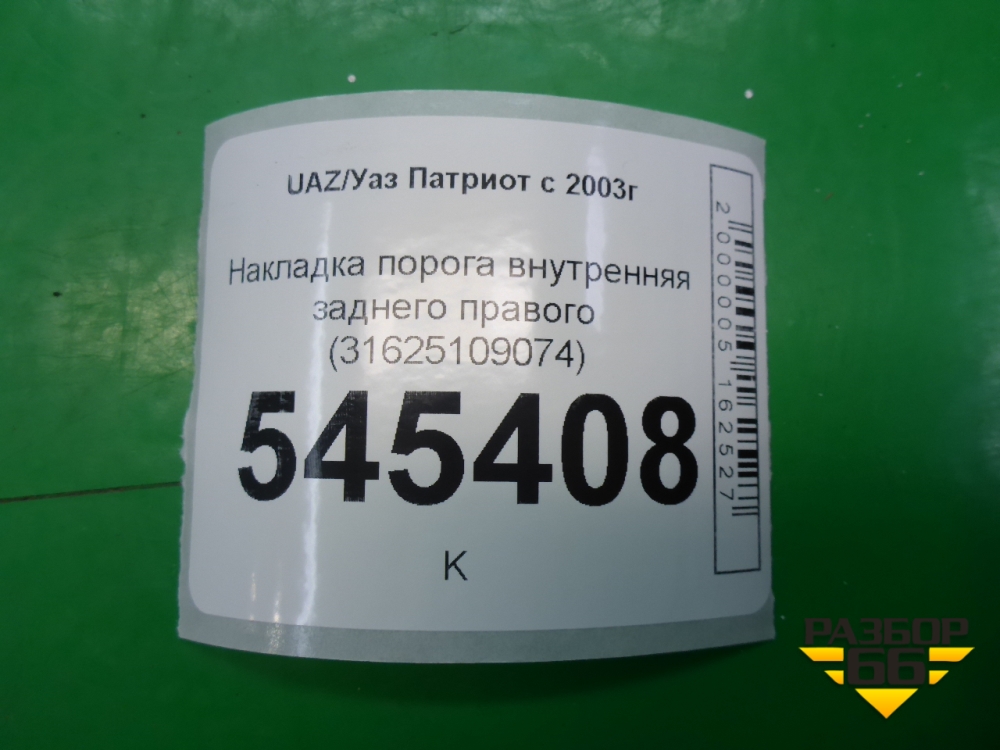 UAZ/Уаз Патриот с 2003г
Накладка порога внутренняя
заднего правого
(31625109074)
545408
К
2000005162527
РАЗБОР
66